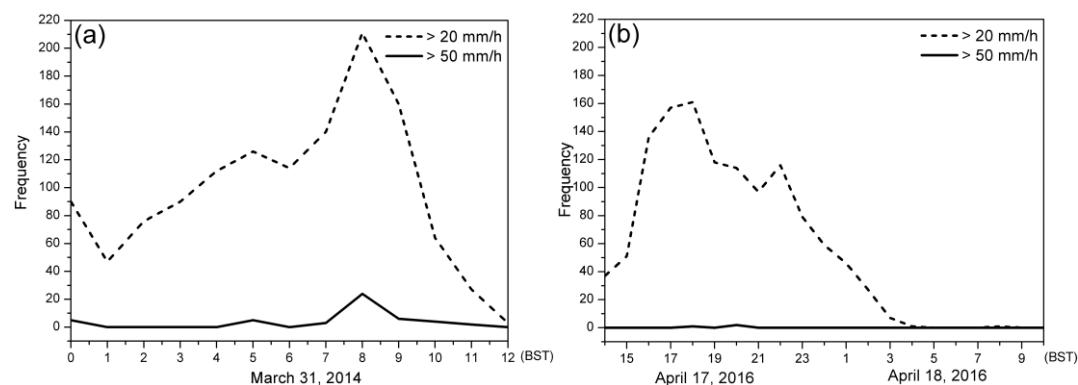 (a)
> 20 mm/h
> 50 mm/h
Frequency
220
200
180
160
140
120
100
80
60
40
20
0
0 1 2 3 4 5 6 7 8 9 10 11 12 (BST)
March 31, 2014
(b)
> 20 mm/h
> 50 mm/h
Frequency
220
200
180
160
140
120
100
80
60
40
20
0
15 17 19 21 23 1 3 5 7 9 (BST)
April 17, 2016 April 18, 2016